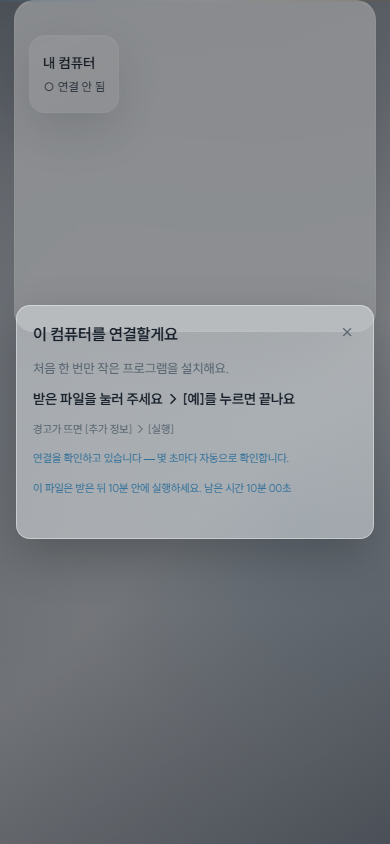 내 컴퓨터
○ 연결 안 됨
이 컴퓨터를 연결할게요
×
처음 한 번만 작은 프로그램을 설치해요.
받은 파일을 눌러 주세요 > [예]를 누르면 끝나요
경고가 뜨면 [추가 정보] > [실행]
연결을 확인하고 있습니다 — 몇 초마다 자동으로 확인합니다.
이 파일은 받은 뒤 10분 안에 실행하세요. 남은 시간 10분 00초